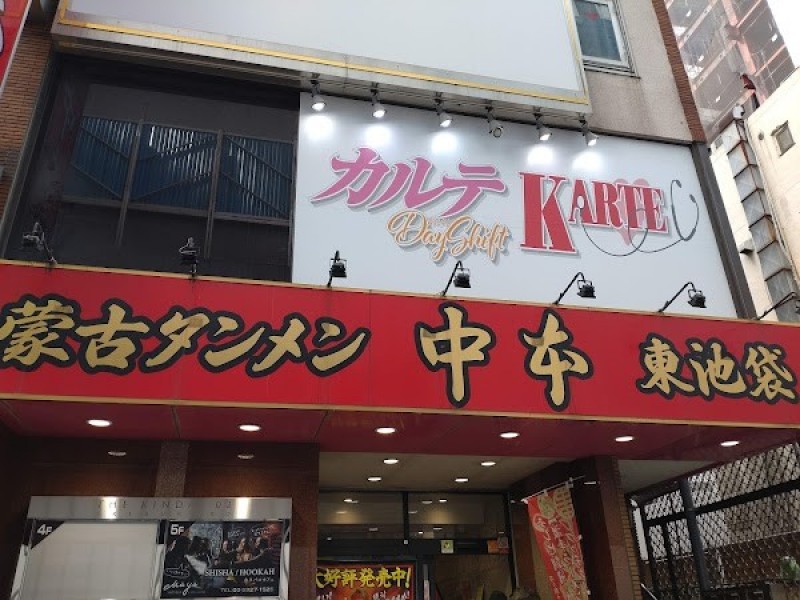 カルテ
DayShift
KARTE
蒙古タンメン 中本 東池袋
4F
5F
SHISHA / HOOKAH
大好評発売中!